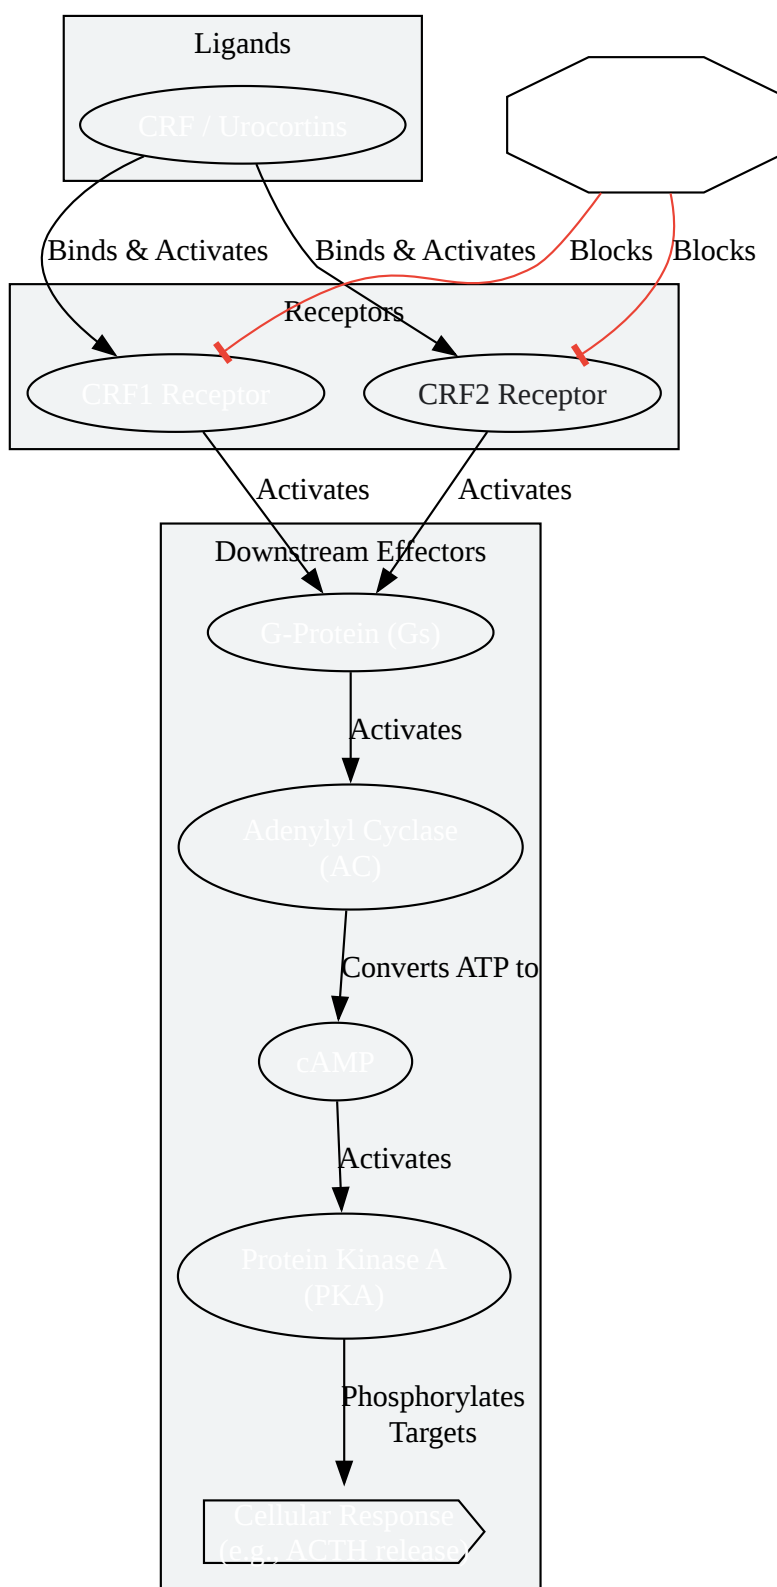 Ligands
CRF / Urocortins
Binds & Activates
Binds & Activates
Blocks
Blocks
Receptors
CRF1 Receptor
CRF2 Receptor
Activates
Activates
Downstream Effectors
G-Protein (Gs)
Activates
Adenylyl Cyclase
(AC)
Converts ATP to
cAMP
Activates
Protein Kinase A
(PKA)
Phosphorylates
Targets
Cellular Response
(e.g., ACTH release)